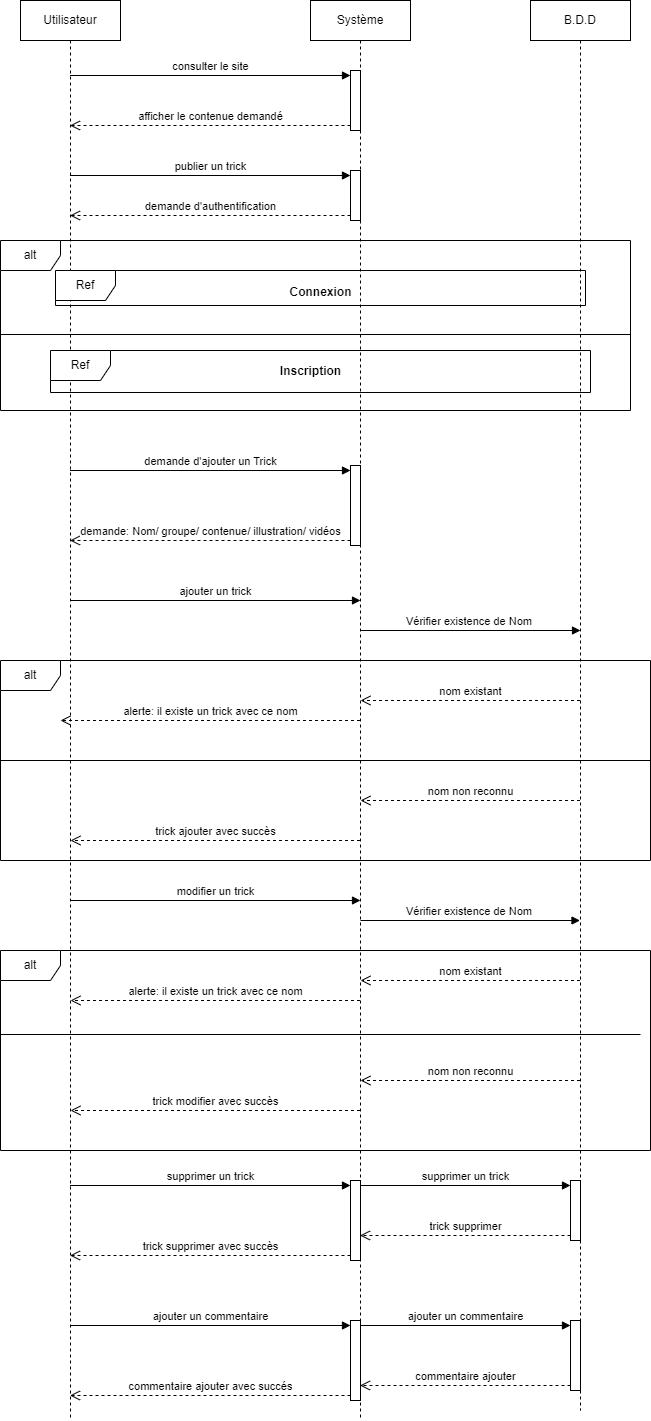 Utilisateur
Système
B.D.D
consulter le site
afficher le contenue demandé
publier un trick
demande d'authentification
alt
Ref
Connexion
Ref
Inscription
demande d'ajouter un Trick
demande: Nom/ groupe/ contenue/ illustration/ vidéos
ajouter un trick
Vérifier existence de Nom
alt
nom existant
alerte: il existe un trick avec ce nom
nom non reconnu
trick ajouter avec succès
modifier un trick
Vérifier existence de Nom
alt
nom existant
alerte: il existe un trick avec ce nom
nom non reconnu
trick modifier avec succès
supprimer un trick
supprimer un trick
trick supprimer
trick supprimer avec succès
ajouter un commentaire
ajouter un commentaire
commentaire ajouter
commentaire ajouter avec succés